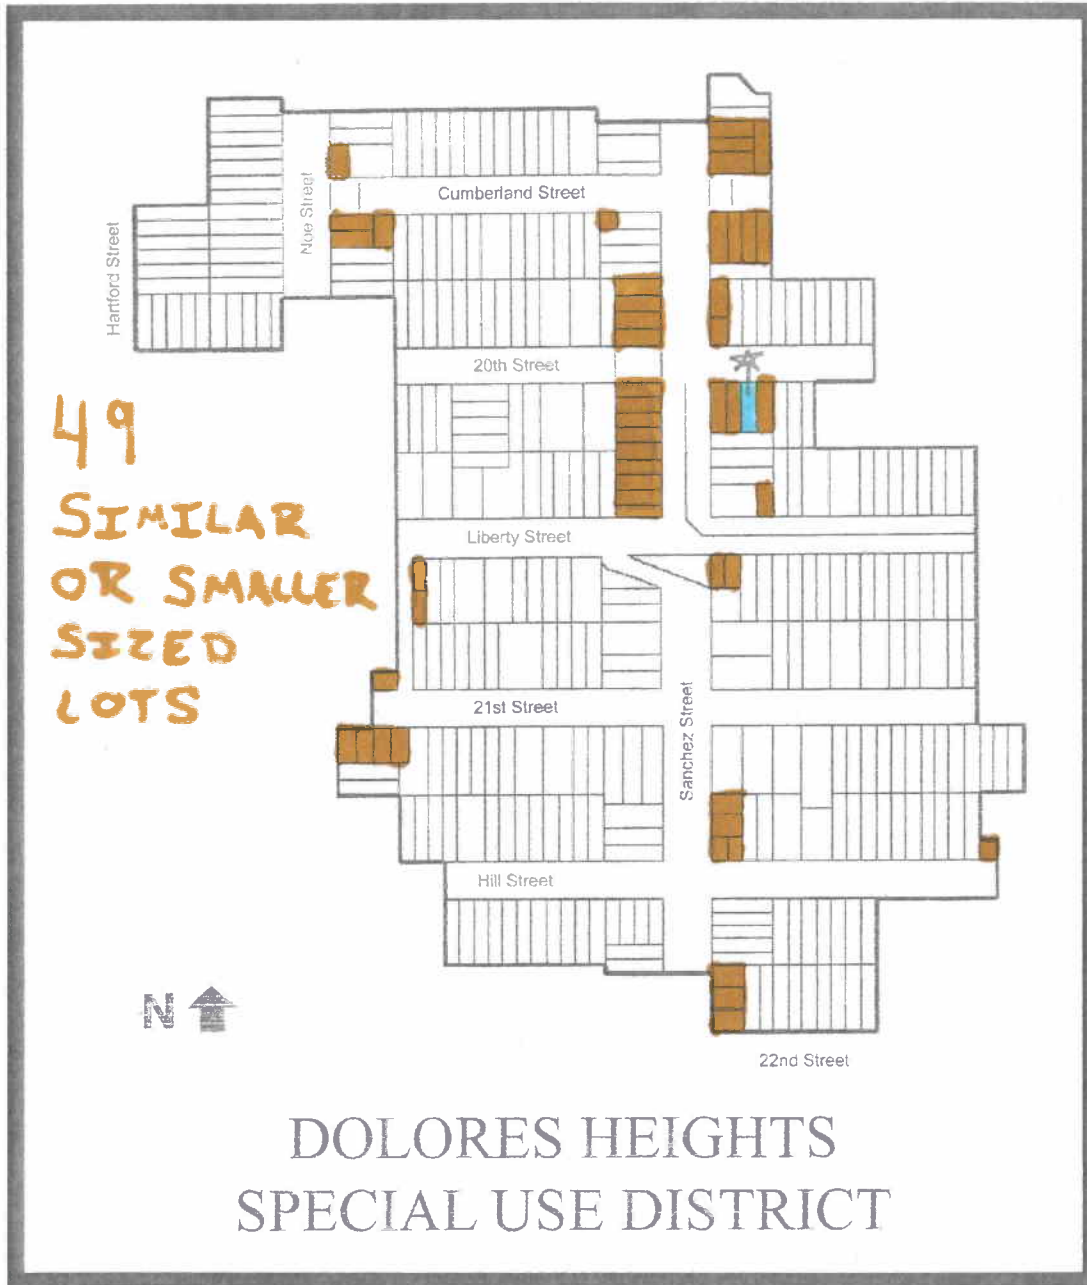 Cumberland Street
Noe Street
Hartford Street
20th Street
49
SIMILAR
OR SMALLER
SIZED
LOTS
Liberty Street
21st Street
Sanchez Street
Hill Street
N
22nd Street
DOLORES HEIGHTS
SPECIAL USE DISTRICT